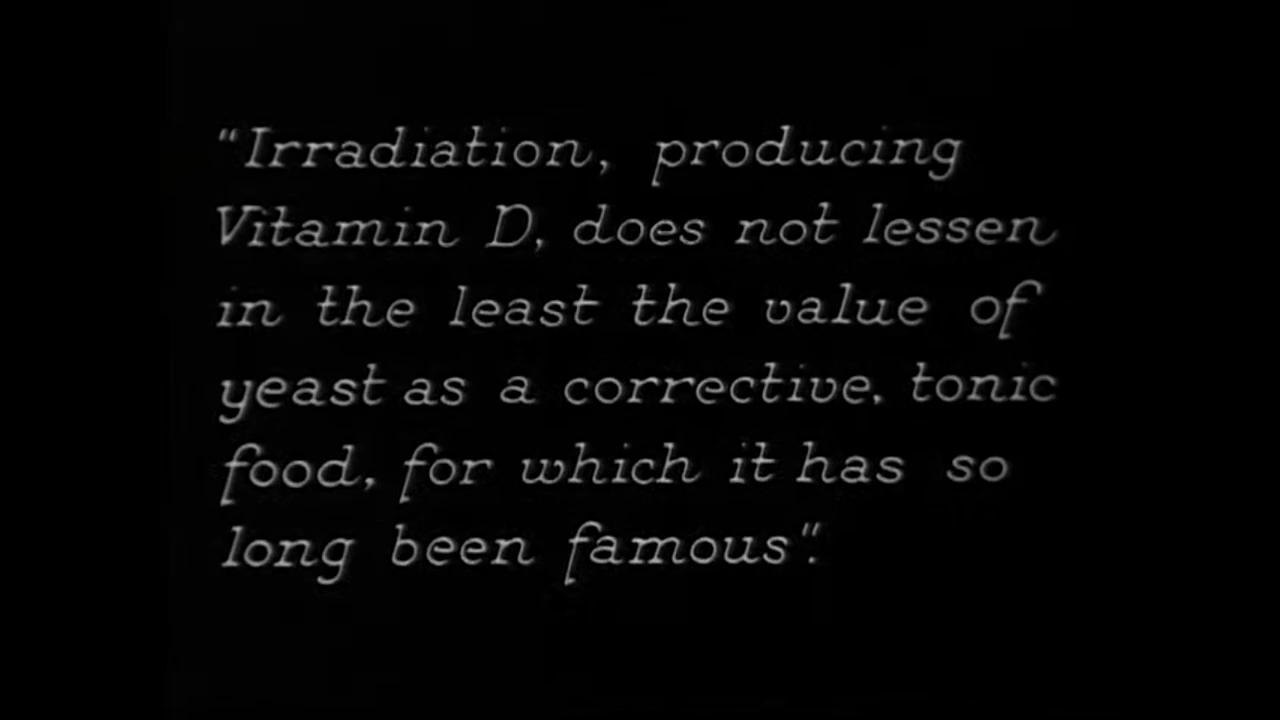 "Irradiation, producing
Vitamin D, does not lessen
in the least the value of
yeast as a corrective, tonic
food, for which it has so
long been famous".